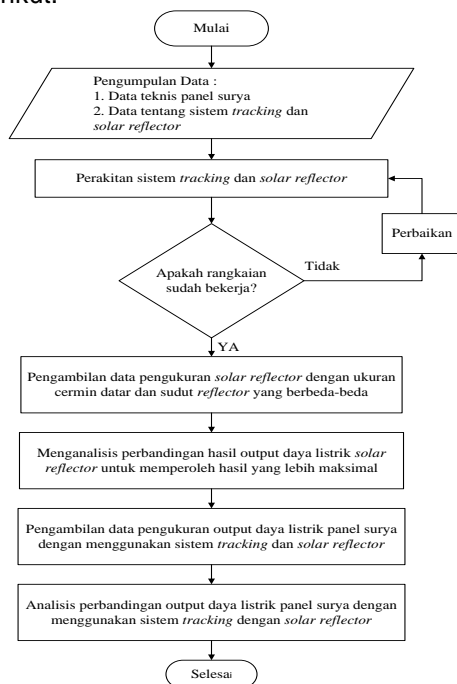 Mulai
Pengumpulan Data :
1. Data teknis panel surya
2. Data tentang sistem tracking dan
solar reflector
Perakitan sistem tracking dan solar reflector
Perbaikan
Apakah rangkaian
sudah bekerja?
Tidak
YA
Pengambilan data pengukuran solar reflector dengan ukuran
cermin datar dan sudut reflector yang berbeda-beda
Menganalisis perbandingan hasil output daya listrik solar
reflector untuk memperoleh hasil yang lebih maksimal
Pengambilan data pengukuran output daya listrik panel surya
dengan menggunakan sistem tracking dan solar reflector
Analisis perbandingan output daya listrik panel surya dengan
menggunakan sistem tracking dengan solar reflector
Selesai